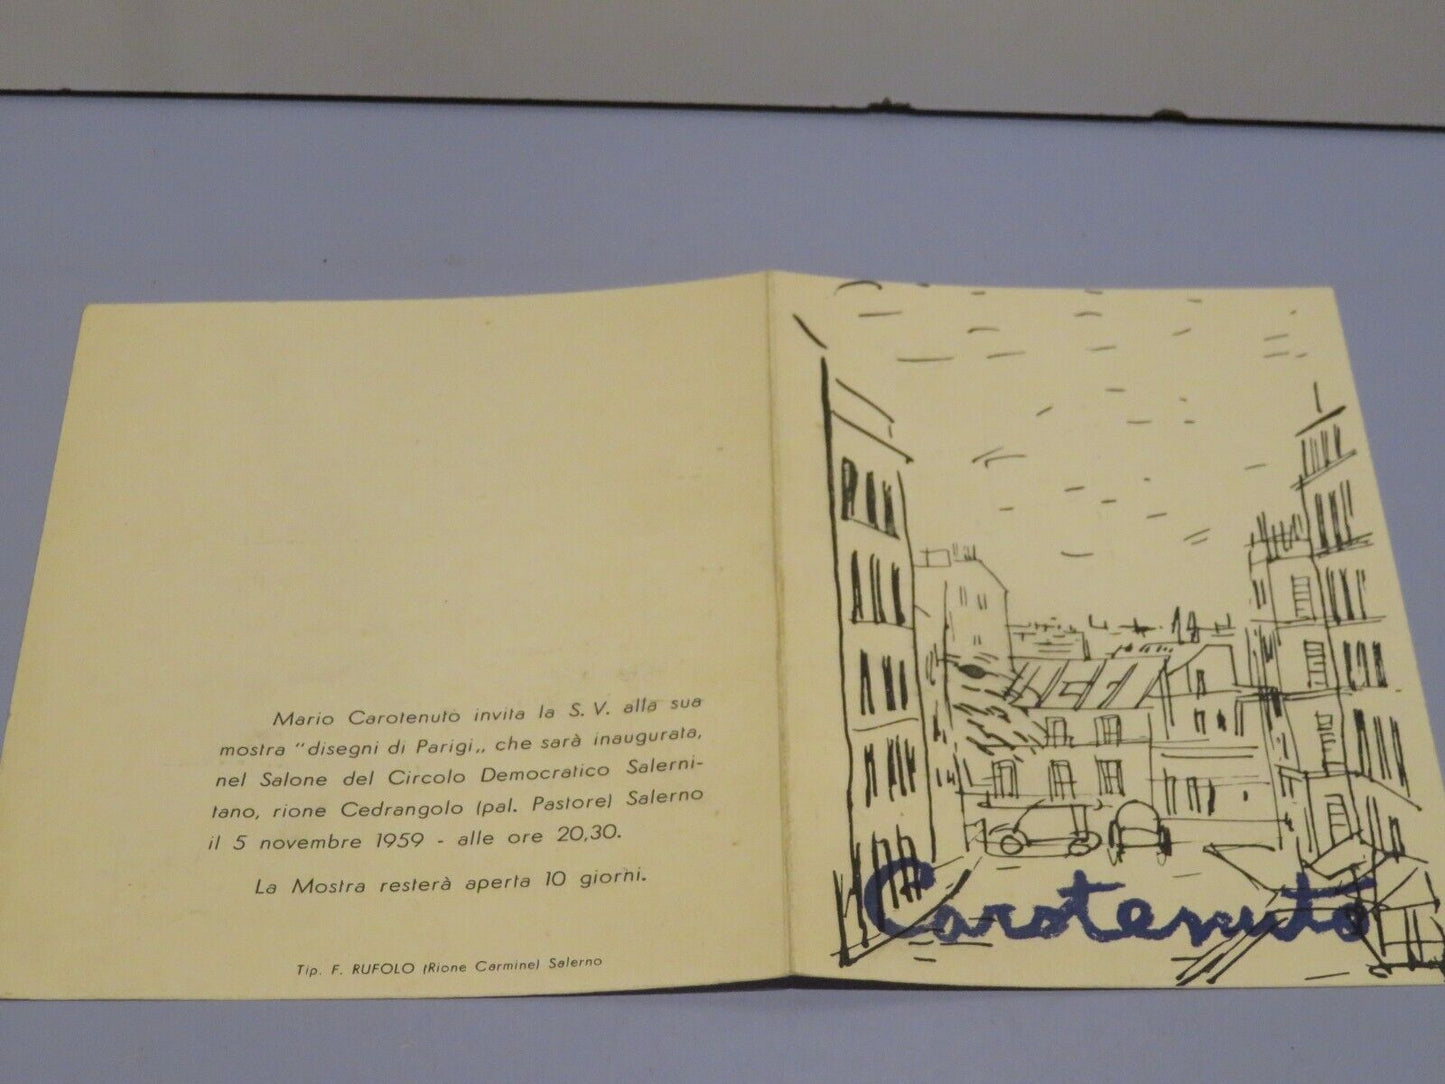 Mario Carotenuto invita la S. V. alla sua
mostra "disegni di Parigi„ che sarà inaugurata,
nel Salone del Circolo Democratico Salerni-
tano, rione Cedrangolo (pal. Pastore) Salerno
il 5 novembre 1959 - alle ore 20,30.
La Mostra resterà aperta 10 giorni.
Tip. F. RUFOLO (Rione Carmine) Salerno
Carotenuto